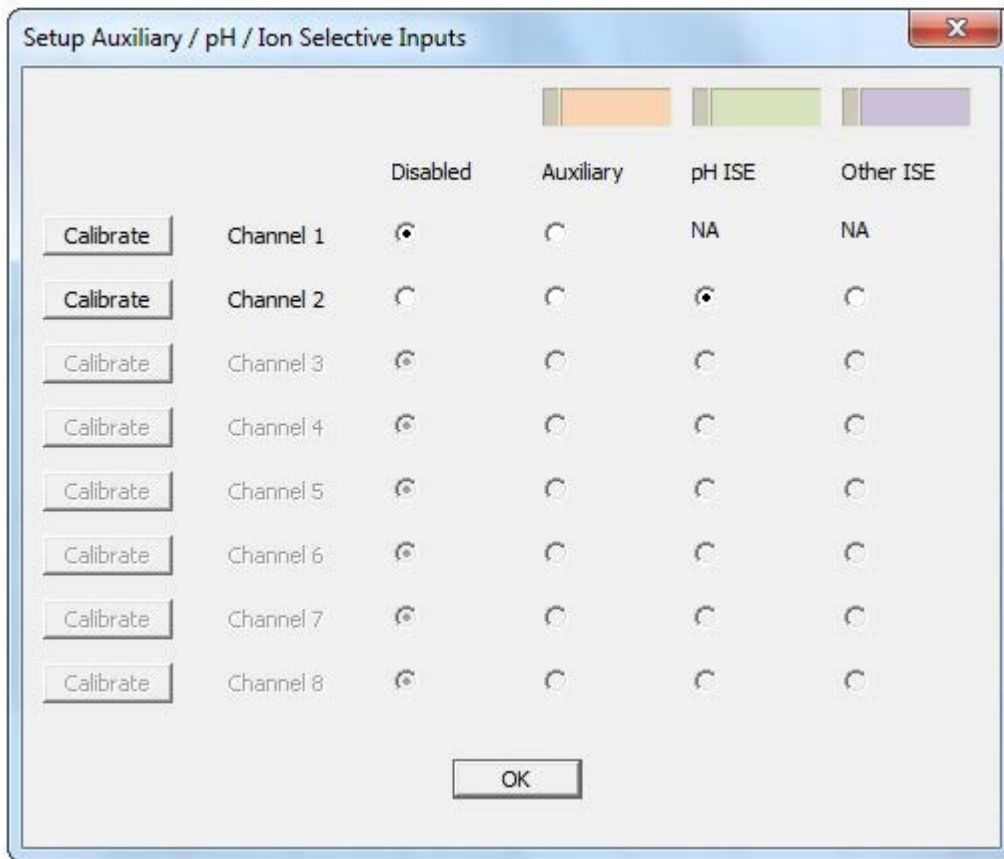 Setup Auxiliary / pH / Ion Selective Inputs
Disabled Auxiliary pH ISE Other ISE
Calibrate Channel 1 NA NA
Calibrate Channel 2
Calibrate Channel 3
Calibrate Channel 4
Calibrate Channel 5
Calibrate Channel 6
Calibrate Channel 7
Calibrate Channel 8
OK